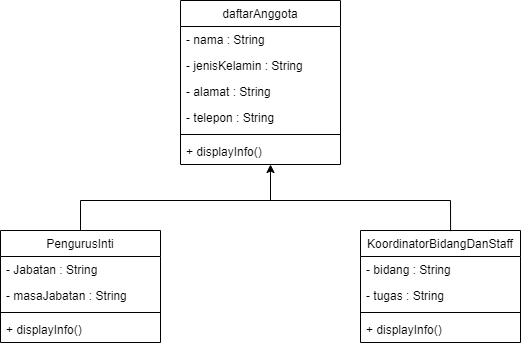 daftarAnggota
- nama : String
- jenisKelamin : String
- alamat : String
- telepon : String
+ displayInfo()
PengurusInti
- Jabatan : String
- masaJabatan : String
+ displayInfo()
KoordinatorBidangDanStaff
- bidang : String
- tugas : String
+ displayInfo()